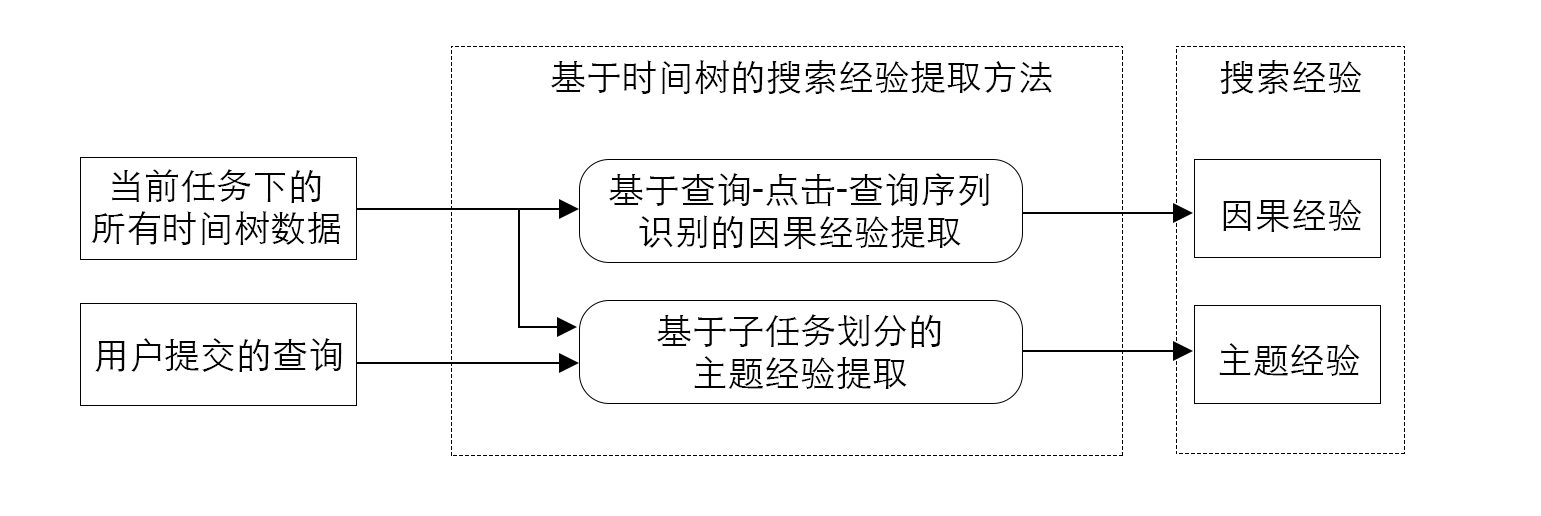 基于时间树的搜索经验提取方法
搜索经验
当前任务下的
所有时间树数据
基于查询-点击-查询序列
识别的因果经验提取
因果经验
用户提交的查询
基于子任务划分的
主题经验提取
主题经验